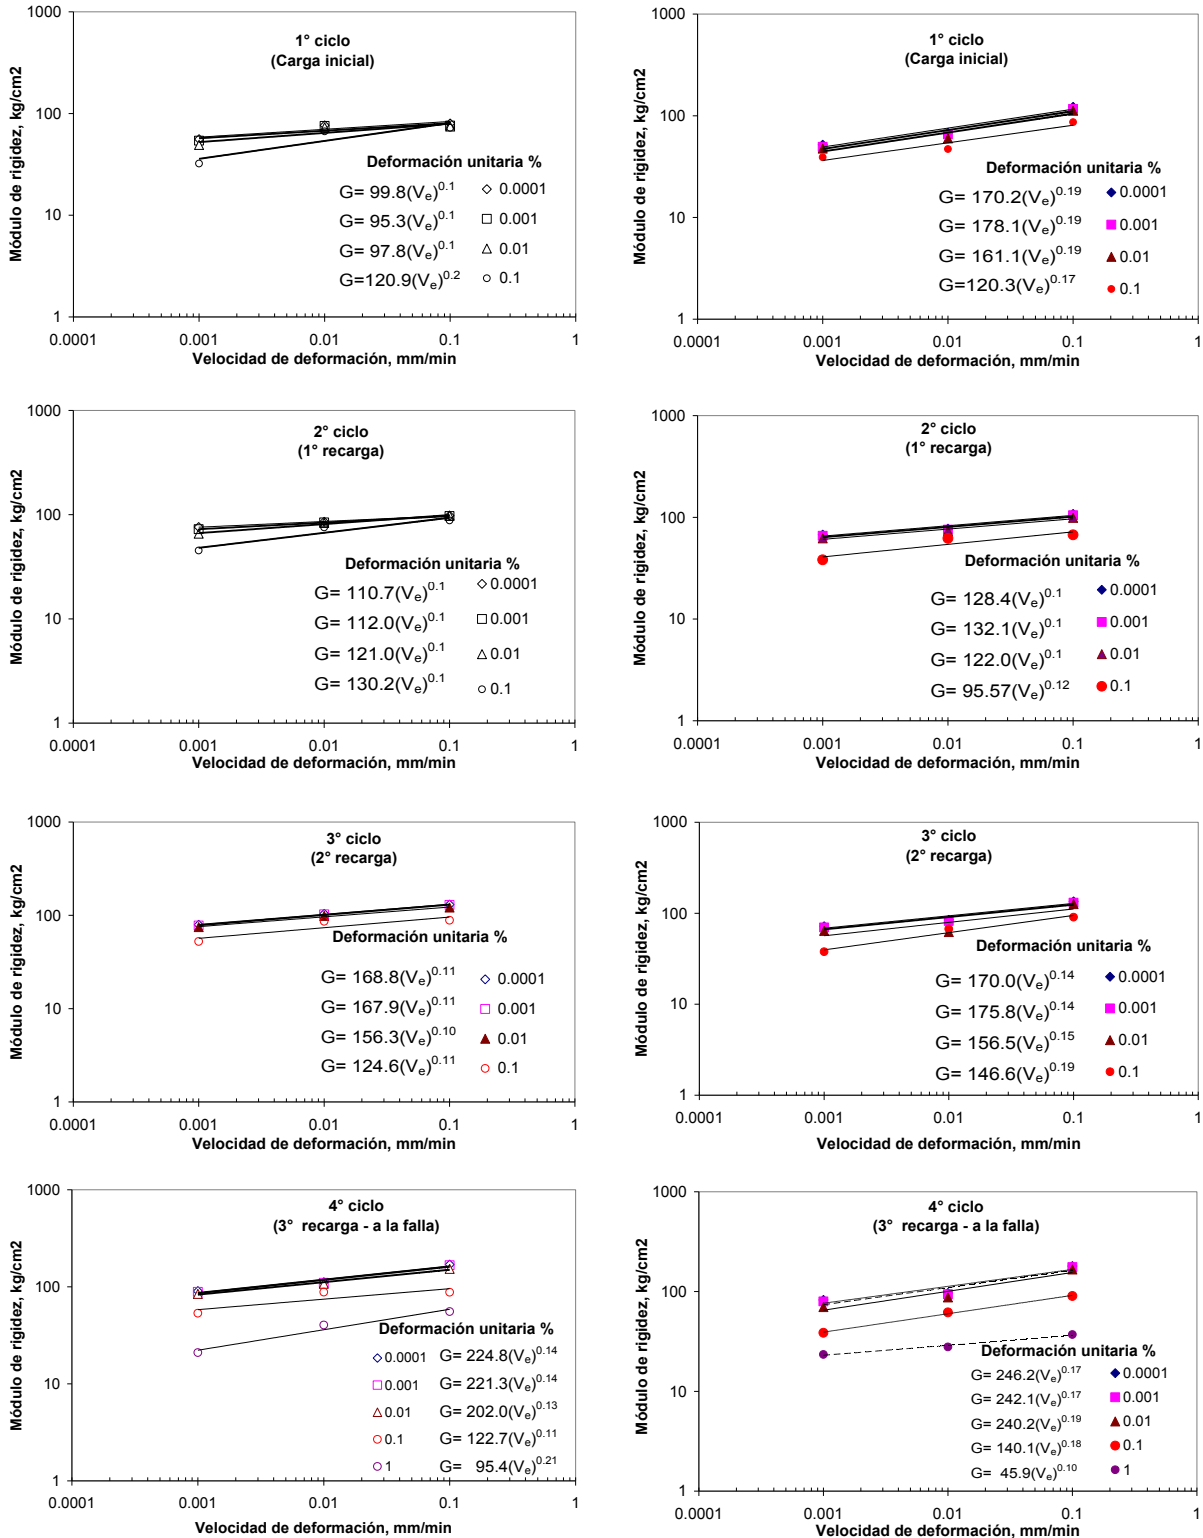 1000
100
10
1
0.0001
0.001
0.01
0.1
1
Módulo de rigidez, kg/cm2
1° ciclo
(Carga inicial)
Deformación unitaria %
G= 99.8(Ve)^0.1 0.0001
G= 95.3(Ve)^0.1 0.001
G= 97.8(Ve)^0.1 0.01
G=120.9(Ve)^0.2 0.1
Velocidad de deformación, mm/min
1000
100
10
1
0.0001
0.001
0.01
0.1
1
Módulo de rigidez, kg/cm2
1° ciclo
(Carga inicial)
Deformación unitaria %
G= 170.2(Ve)^0.19 0.0001
G= 178.1(Ve)^0.19 0.001
G= 161.1(Ve)^0.19 0.01
G=120.3(Ve)^0.17 0.1
Velocidad de deformación, mm/min
1000
100
10
1
0.0001
0.001
0.01
0.1
1
Módulo de rigidez, kg/cm2
2° ciclo
(1° recarga)
Deformación unitaria %
G= 110.7(Ve)^0.1 0.0001
G= 112.0(Ve)^0.1 0.001
G= 121.0(Ve)^0.1 0.01
G= 130.2(Ve)^0.1 0.1
Velocidad de deformación, mm/min
1000
100
10
1
0.0001
0.001
0.01
0.1
1
Módulo de rigidez, kg/cm2
2° ciclo
(1° recarga)
Deformación unitaria %
G= 128.4(Ve)^0.1 0.0001
G= 132.1(Ve)^0.1 0.001
G= 122.0(Ve)^0.1 0.01
G= 95.57(Ve)^0.12 0.1
Velocidad de deformación, mm/min
1000
100
10
1
0.0001
0.001
0.01
0.1
1
Módulo de rigidez, kg/cm2
3° ciclo
(2° recarga)
Deformación unitaria %
G= 168.8(Ve)^0.11 0.0001
G= 167.9(Ve)^0.11 0.001
G= 156.3(Ve)^0.10 0.01
G= 124.6(Ve)^0.11 0.1
Velocidad de deformación, mm/min
1000
100
10
1
0.0001
0.001
0.01
0.1
1
Módulo de rigidez, kg/cm2
3° ciclo
(2° recarga)
Deformación unitaria %
G= 170.0(Ve)^0.14 0.0001
G= 175.8(Ve)^0.14 0.001
G= 156.5(Ve)^0.15 0.01
G= 146.6(Ve)^0.19 0.1
Velocidad de deformación, mm/min
1000
100
10
1
0.0001
0.001
0.01
0.1
1
Módulo de rigidez, kg/cm2
4° ciclo
(3° recarga - a la falla)
Deformación unitaria %
0.0001 G= 224.8(Ve)^0.14
0.001 G= 221.3(Ve)^0.14
0.01 G= 202.0(Ve)^0.13
0.1 G= 122.7(Ve)^0.11
1 G= 95.4(Ve)^0.21
Velocidad de deformación, mm/min
1000
100
10
1
0.0001
0.001
0.01
0.1
1
Módulo de rigidez, kg/cm2
4° ciclo
(3° recarga - a la falla)
Deformación unitaria %
G= 246.2(Ve)^0.17 0.0001
G= 242.1(Ve)^0.17 0.001
G= 240.2(Ve)^0.19 0.01
G= 140.1(Ve)^0.18 0.1
G= 45.9(Ve)^0.10 1
Velocidad de deformación, mm/min